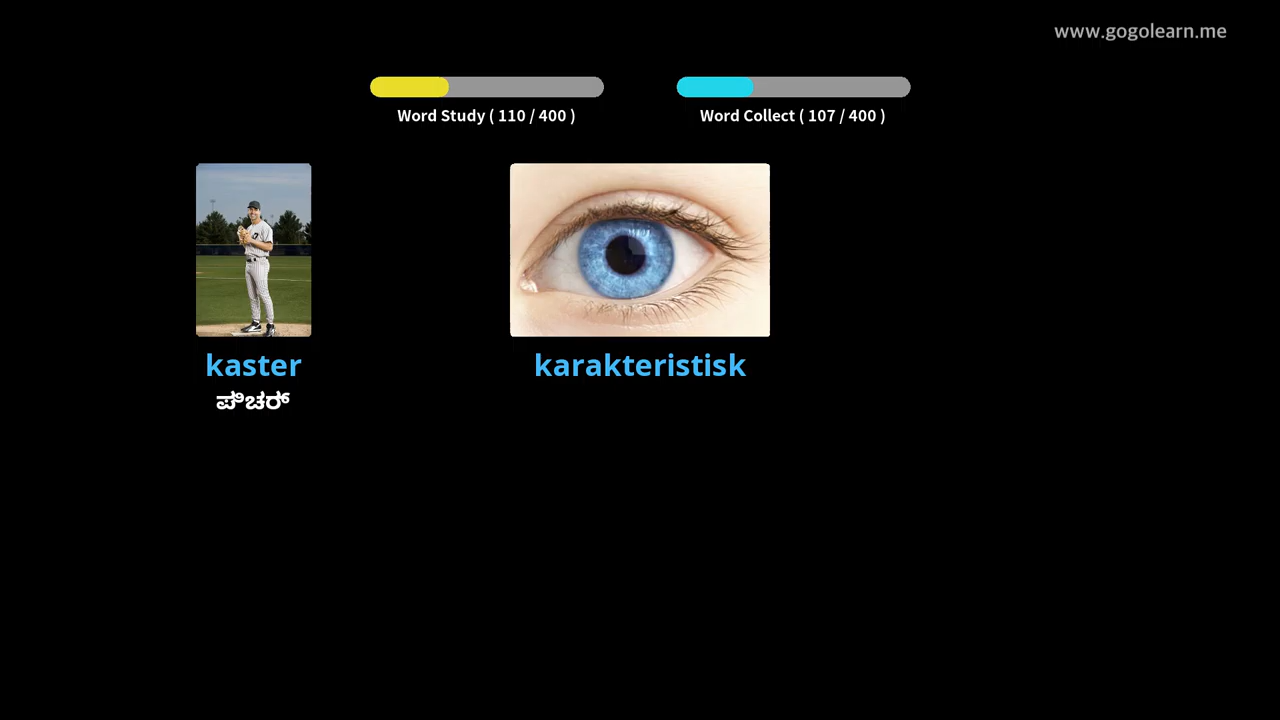 www.gogolearn.me
Word Study ( 110 / 400 )
Word Collect ( 107 / 400 )
kaster
ಪಿಚರ್
karakteristisk